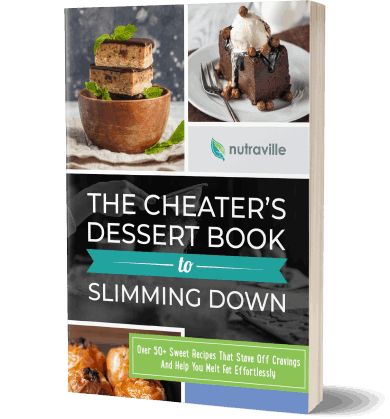 nutraville
THE CHEATER'S
DESSERT BOOK
to
SLIMMING DOWN
Over 50+ Sweet Recipes That Stave Off Cravings
And Help You Melt Fat Effortlessly